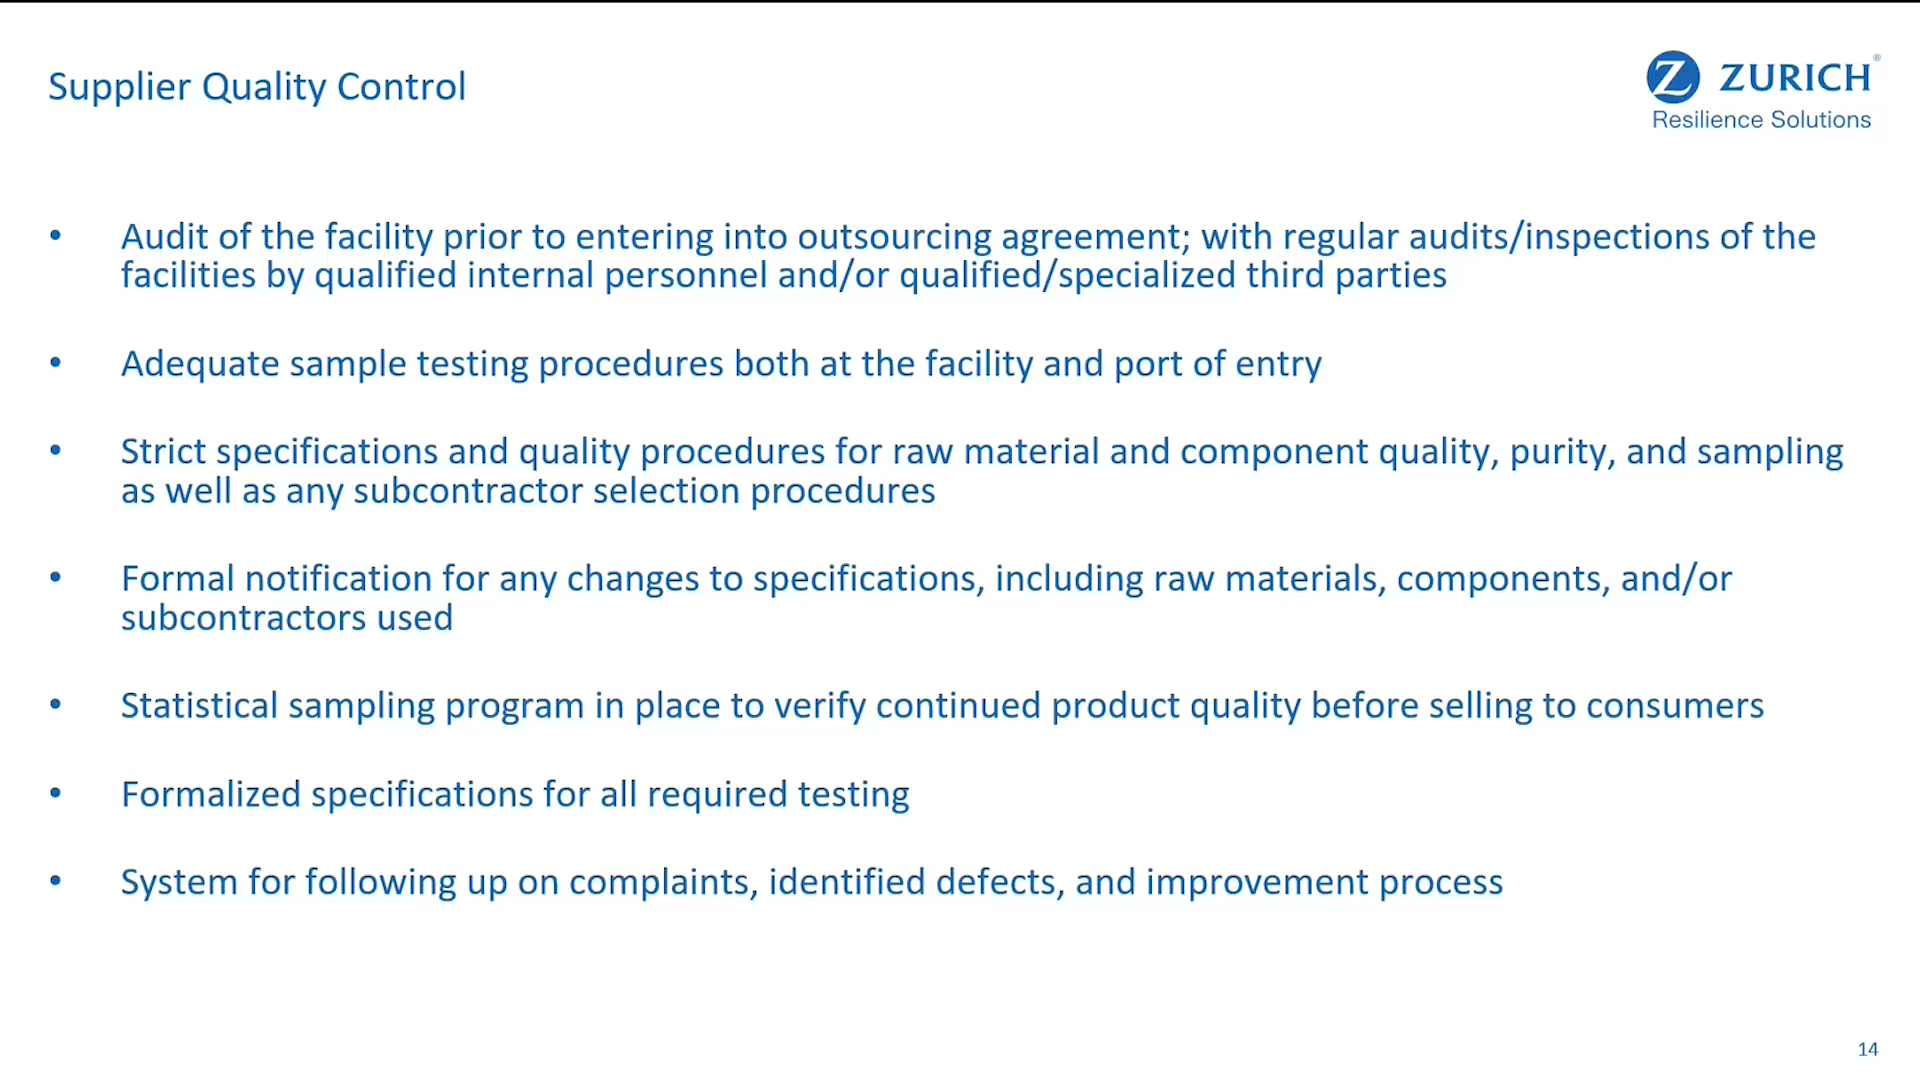 Supplier Quality Control
Z ZURICH®
Resilience Solutions
• Audit of the facility prior to entering into outsourcing agreement; with regular audits/inspections of the
facilities by qualified internal personnel and/or qualified/specialized third parties
• Adequate sample testing procedures both at the facility and port of entry
• Strict specifications and quality procedures for raw material and component quality, purity, and sampling
as well as any subcontractor selection procedures
• Formal notification for any changes to specifications, including raw materials, components, and/or
subcontractors used
• Statistical sampling program in place to verify continued product quality before selling to consumers
• Formalized specifications for all required testing
• System for following up on complaints, identified defects, and improvement process
14